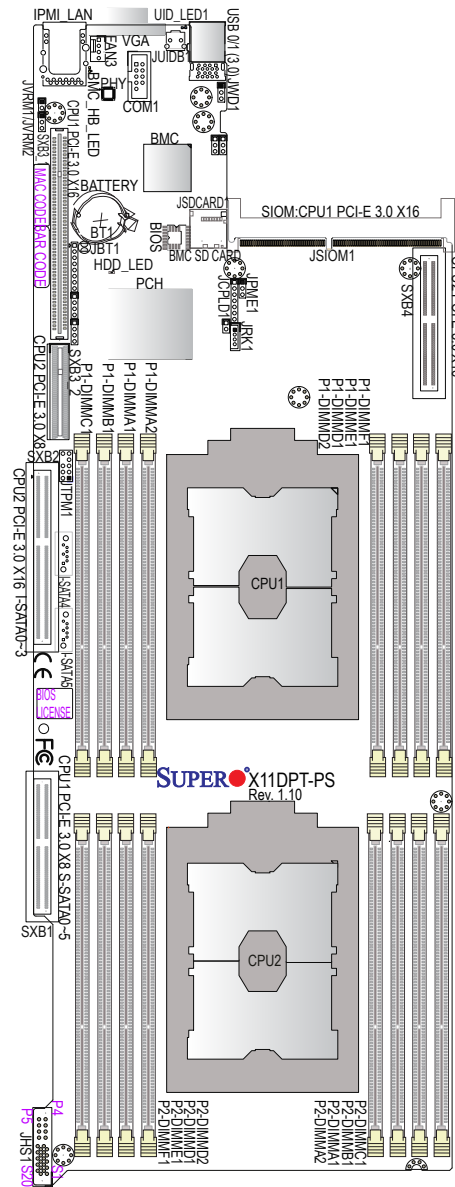 IPMI_LAN
UID_LED1
USB 0/1 (3.0)
VGA
FAN3
JUIDB1
JWD1
PHY
BMC_HB_LED
COM1
JVRM1
JVRM2
SXB3_1
CPU1 PCI-E 3.0 X16
BMC
MAC CODE
BAR CODE
BATTERY
BT1
JBT1
BIOS
JSDCARD1
BMC SD CARD
SIOM:CPU1 PCI-E 3.0 X16
JSIOM1
HDD_LED
PCH
JPME1
JCPLD1
JRK1
SXB4
SXB3_2
CPU2 PCI-E 3.0 X8
P1-DIMMC1
P1-DIMMB1
P1-DIMMA1
P1-DIMMA2
P1-DIMMD2
P1-DIMMD1
P1-DIMME1
P1-DIMMF1
SXB2
JTPM1
CPU2 PCI-E 3.0 X16 I-SATA0~3
I-SATA4
I-SATA5
CPU1
CE
BIOS
LICENSE
FC
SUPER X11DPT-PS
Rev. 1.10
CPU1 PCI-E 3.0 X8 S-SATA0~5
SXB1
CPU2
P4
P5
JHS1
S20
P2-DIMMF1
P2-DIMME1
P2-DIMMD1
P2-DIMMD2
P2-DIMMA2
P2-DIMMA1
P2-DIMMB1
P2-DIMMC1